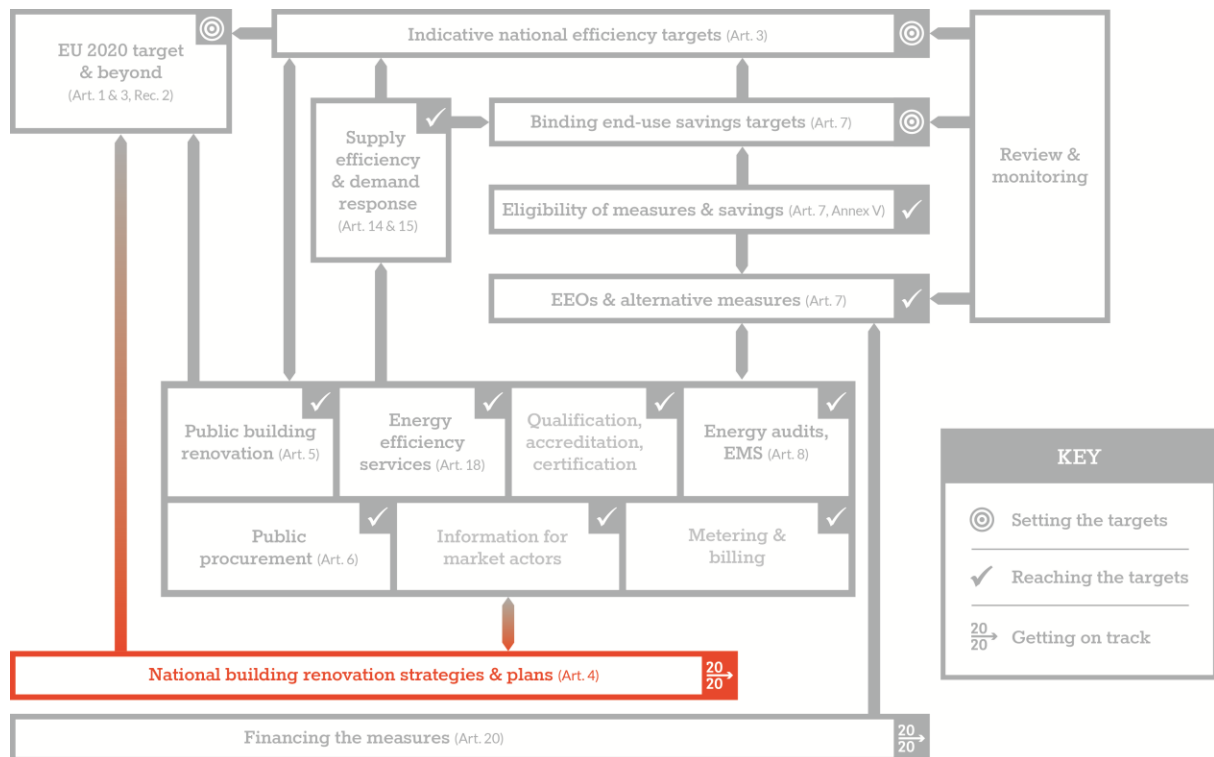 EU 2020 target
& beyond
(Art. 1 & 3, Rec. 2)
Indicative national efficiency targets (Art. 3)
Supply
efficiency
& demand
response
(Art. 14 & 15)
Binding end-use savings targets (Art. 7)
Eligibility of measures & savings (Art. 7, Annex V)
EEOs & alternative measures (Art. 7)
Review &
monitoring
Public building
renovation (Art. 5)
Energy
efficiency
services (Art. 18)
Qualification,
accreditation,
certification
Energy audits,
EMS (Art. 8)
Public
procurement (Art. 6)
Information for
market actors
Metering &
billing
National building renovation strategies & plans (Art. 4)
20
20
Financing the measures (Art. 20)
20
20
KEY
Setting the targets
Reaching the targets
20
20
Getting on track